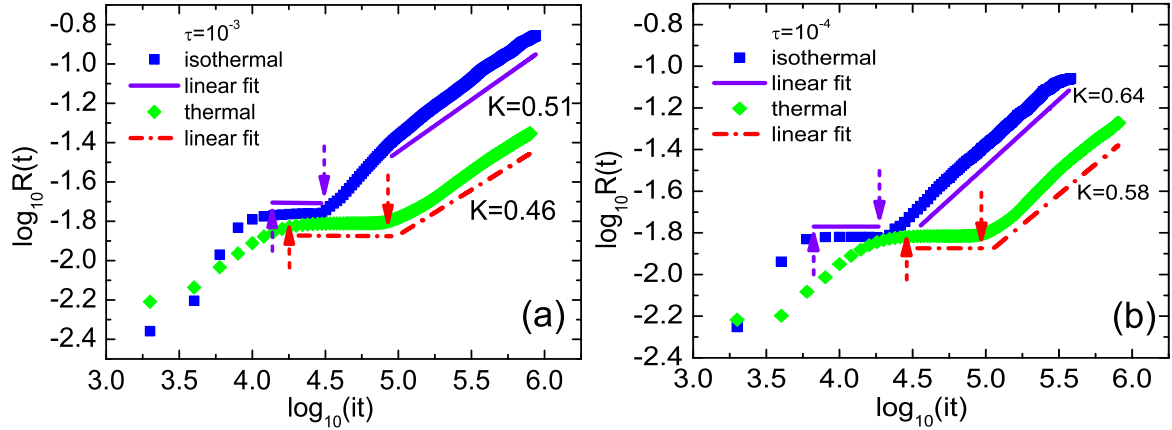 τ=10⁻³
isothermal
linear fit
thermal
linear fit
K=0.51
K=0.46
(a)
-0.8
-1.0
-1.2
-1.4
-1.6
-1.8
-2.0
-2.2
-2.4
log₁₀R(t)
3.0 3.5 4.0 4.5 5.0 5.5 6.0
log₁₀(it)
τ=10⁻⁴
isothermal
linear fit
thermal
linear fit
K=0.64
K=0.58
(b)
-0.8
-1.0
-1.2
-1.4
-1.6
-1.8
-2.0
-2.2
-2.4
log₁₀R(t)
3.0 3.5 4.0 4.5 5.0 5.5 6.0
log₁₀(it)